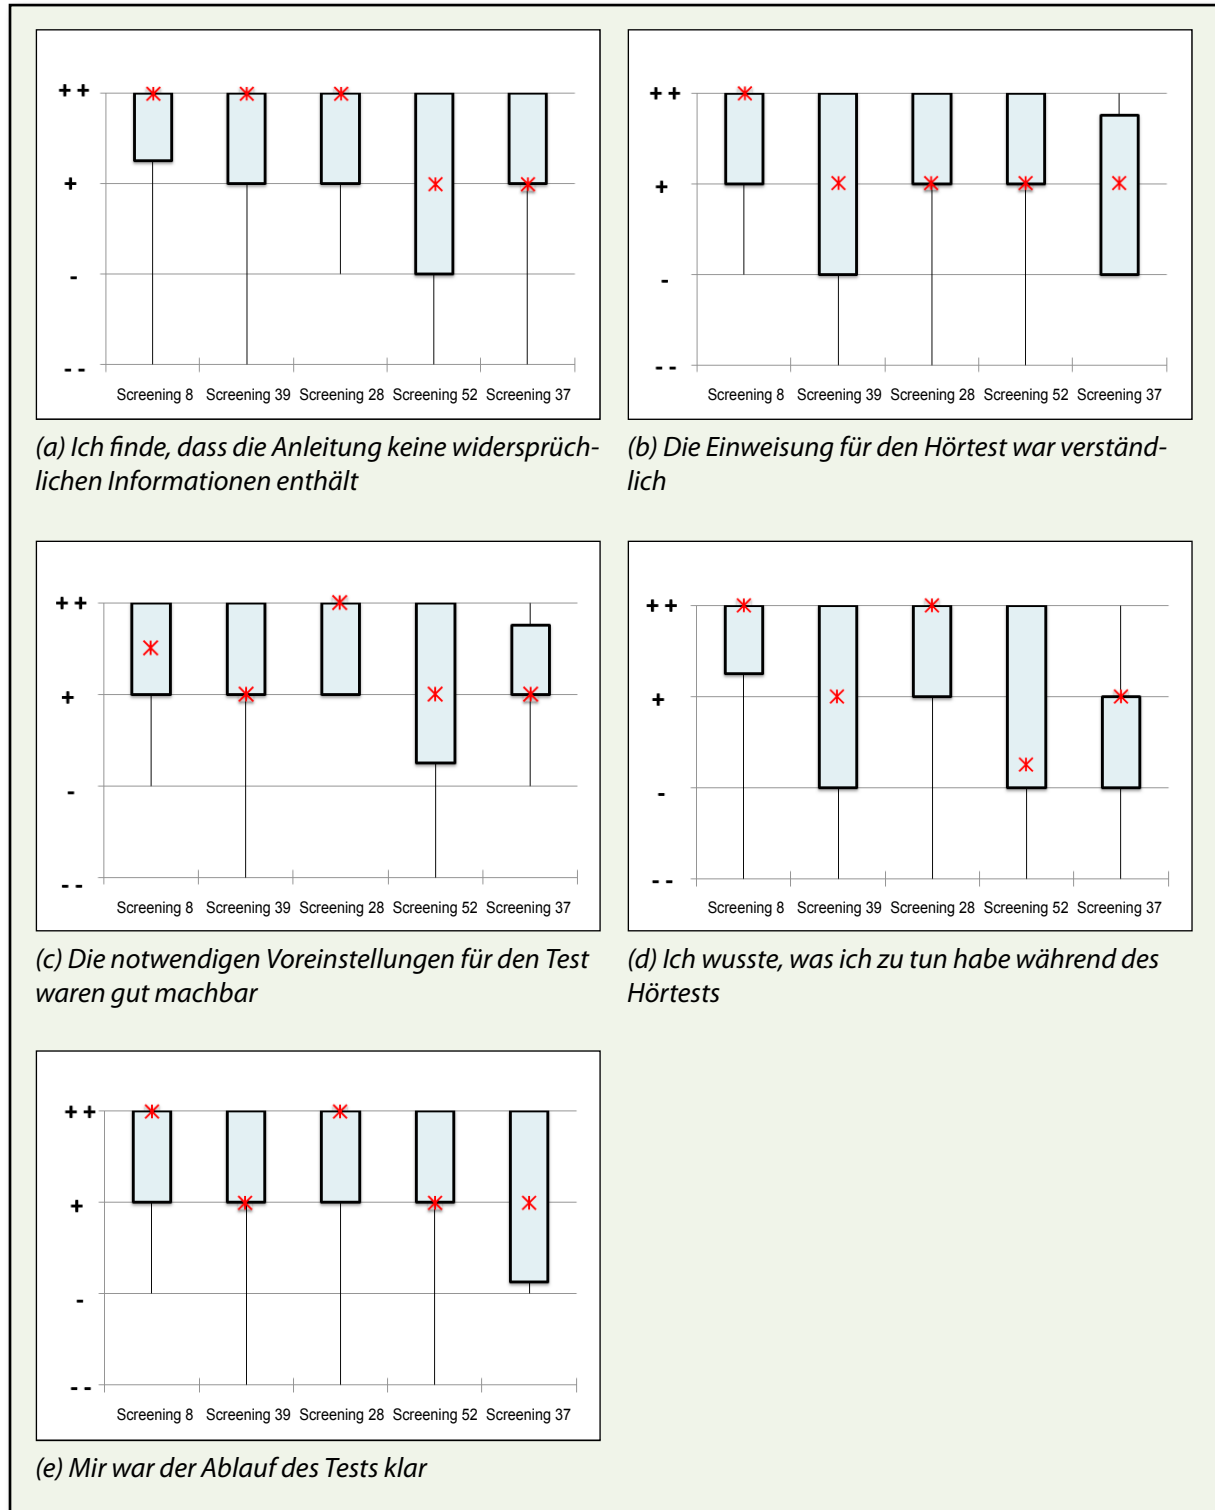 ++
+
-
--
Screening 8 Screening 39 Screening 28 Screening 52 Screening 37
(a) Ich finde, dass die Anleitung keine widersprüch-
lichen Informationen enthält
++
+
-
--
Screening 8 Screening 39 Screening 28 Screening 52 Screening 37
(b) Die Einweisung für den Hörtest war verständ-
lich
++
+
-
--
Screening 8 Screening 39 Screening 28 Screening 52 Screening 37
(c) Die notwendigen Voreinstellungen für den Test
waren gut machbar
++
+
-
--
Screening 8 Screening 39 Screening 28 Screening 52 Screening 37
(d) Ich wusste, was ich zu tun habe während des
Hörtests
++
+
-
--
Screening 8 Screening 39 Screening 28 Screening 52 Screening 37
(e) Mir war der Ablauf des Tests klar